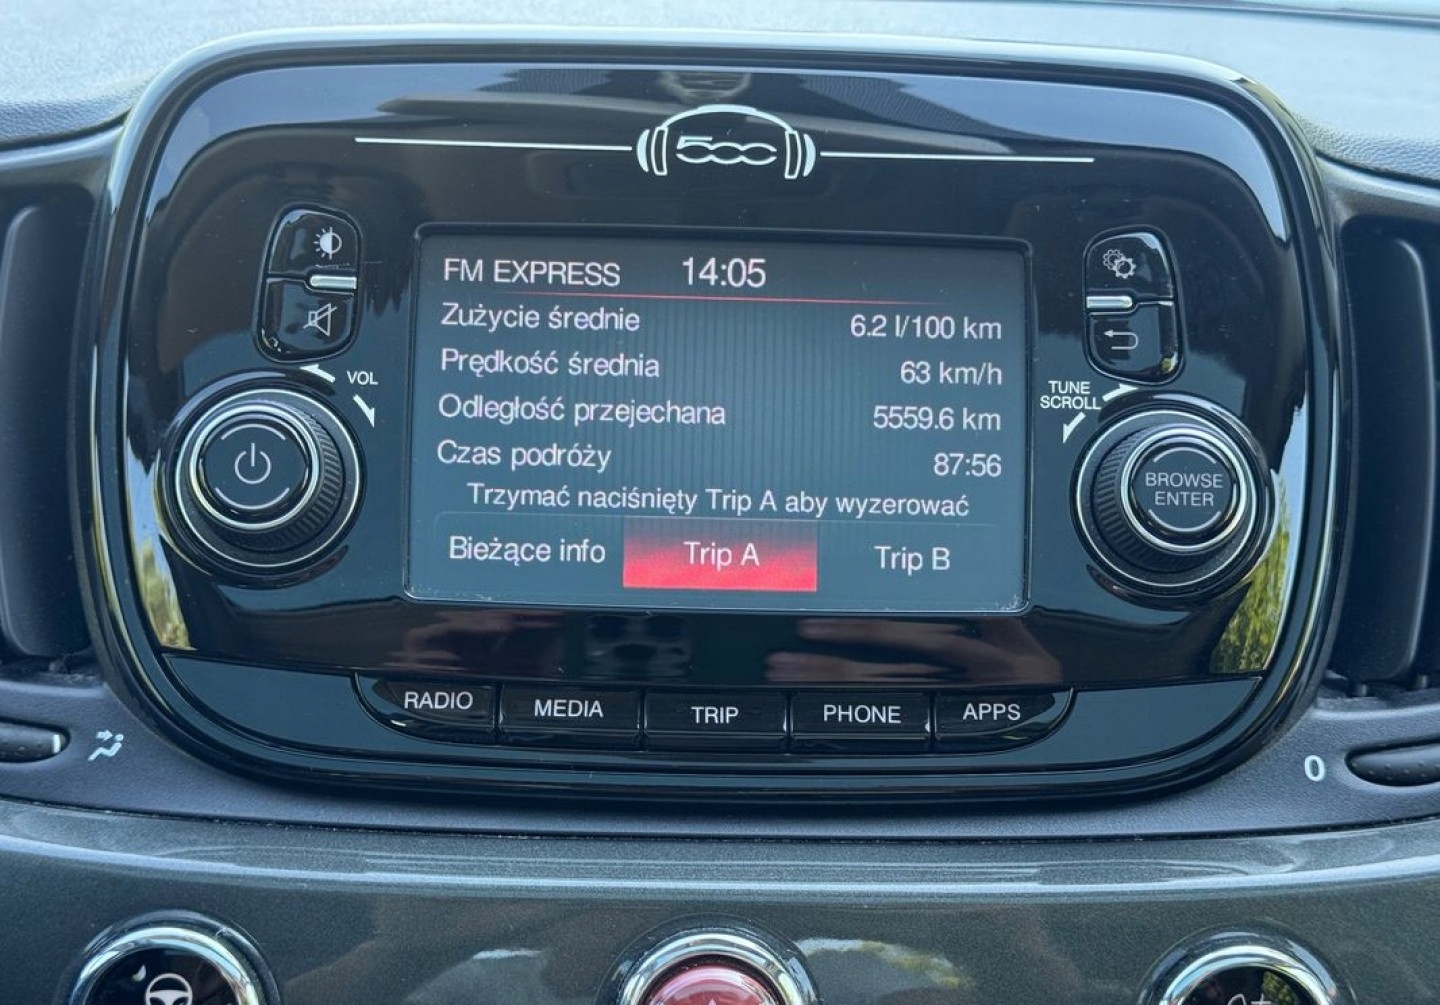 500
FM EXPRESS 14:05
Zużycie średnie 6.2 l/100 km
Prędkość średnia 63 km/h
Odległość przejechana 5559.6 km
Czas podróży 87:56
Trzymać naciśnięty Trip A aby wyzerować
Bieżące info Trip A Trip B
VOL
TUNE
SCROLL
BROWSE
ENTER
RADIO MEDIA TRIP PHONE APPS
0